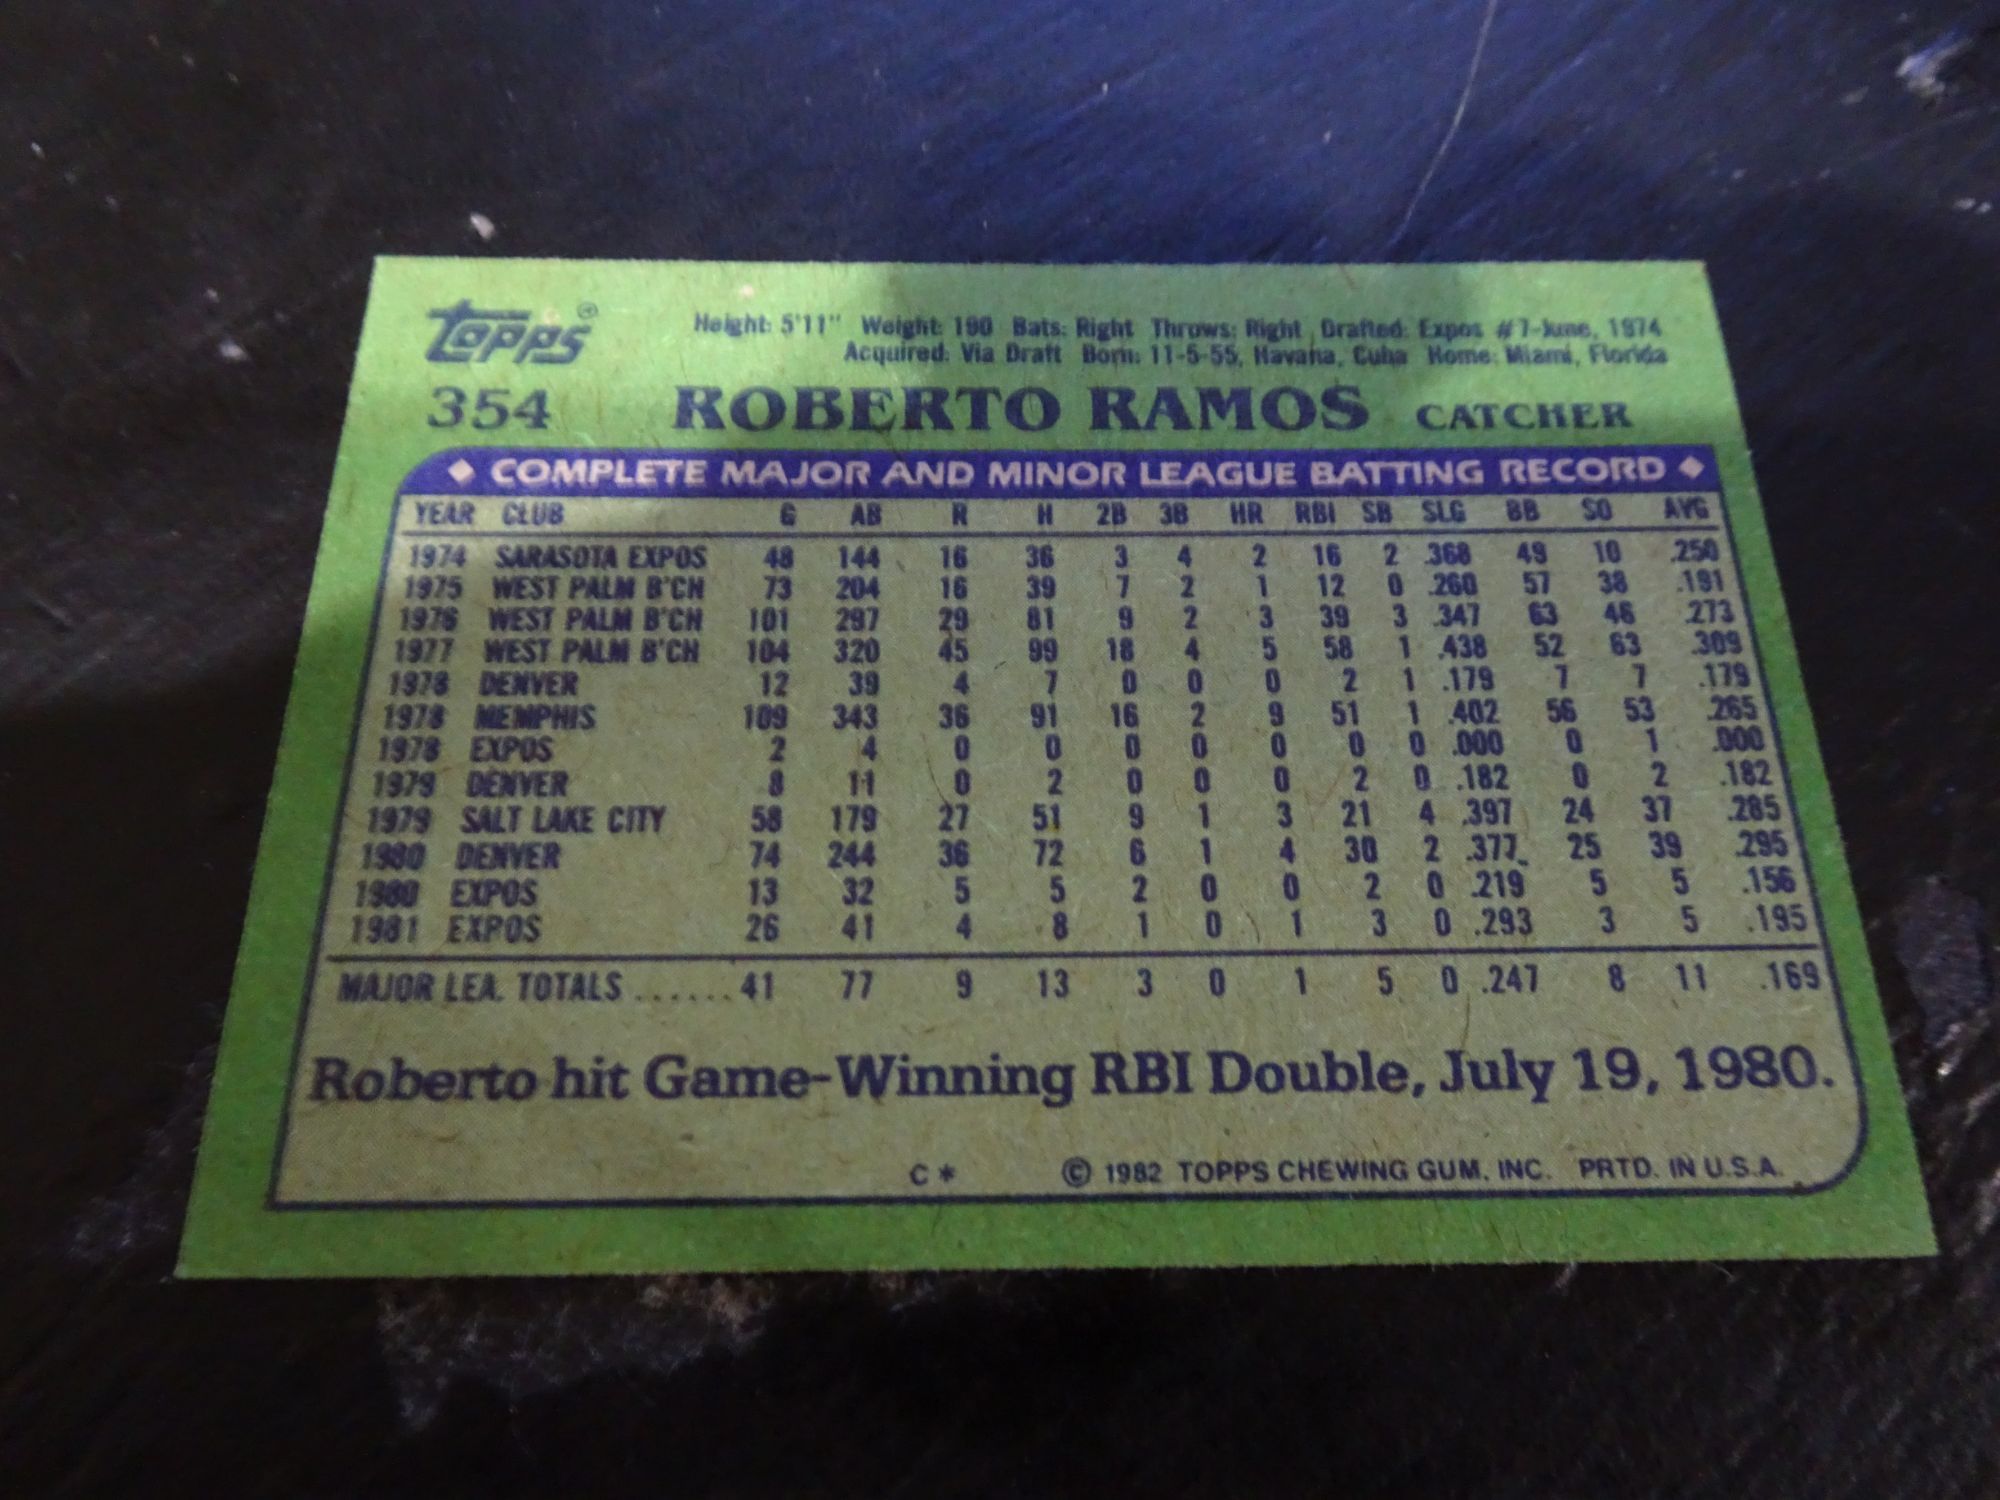 Topps®
Height: 5'11" Weight: 190 Bats: Right Throws: Right Drafted: Expos #7-June, 1974
Acquired: Via Draft Born: 11-5-55, Havana, Cuba Home: Miami, Florida
354 ROBERTO RAMOS CATCHER
◆ COMPLETE MAJOR AND MINOR LEAGUE BATTING RECORD ◆
YEAR CLUB G AB R H 2B 3B HR RBI SB SLG BB SO AVG
1974 SARASOTA EXPOS 48 144 16 36 3 4 2 16 2 .368 49 10 .250
1975 WEST PALM B'CH 73 204 16 39 7 2 1 12 0 .260 57 38 .191
1976 WEST PALM B'CH 101 297 29 81 9 2 3 39 3 .347 63 46 .273
1977 WEST PALM B'CH 104 320 45 99 18 4 5 58 1 .438 52 63 .309
1978 DENVER 12 39 4 7 0 0 0 2 1 .179 7 7 .179
1978 MEMPHIS 109 343 36 91 16 2 9 51 1 .402 56 53 .265
1978 EXPOS 2 4 0 0 0 0 0 0 0 .000 0 1 .000
1979 DENVER 8 11 0 2 0 0 0 2 0 .182 0 2 .182
1979 SALT LAKE CITY 58 179 27 51 9 1 3 21 4 .397 24 37 .285
1980 DENVER 74 244 36 72 6 1 4 30 2 .377 25 39 .295
1980 EXPOS 13 32 5 5 2 0 0 2 0 .219 5 5 .156
1981 EXPOS 26 41 4 8 1 0 1 3 0 .293 3 5 .195
MAJOR LEA. TOTALS ...... 41 77 9 13 3 0 1 5 0 .247 8 11 .169
Roberto hit Game-Winning RBI Double, July 19, 1980.
C* © 1982 TOPPS CHEWING GUM, INC. PRTD. IN U.S.A.